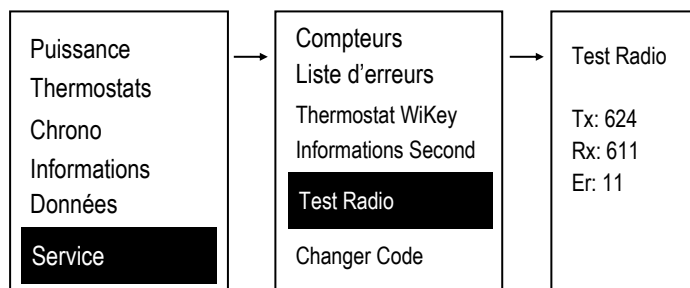 Puissance
Thermostats
Chrono
Informations
Données
Service
Compteurs
Liste d'erreurs
Thermostat WiKey
Informations Second
Test Radio
Changer Code
Test Radio
Tx: 624
Rx: 611
Er: 11